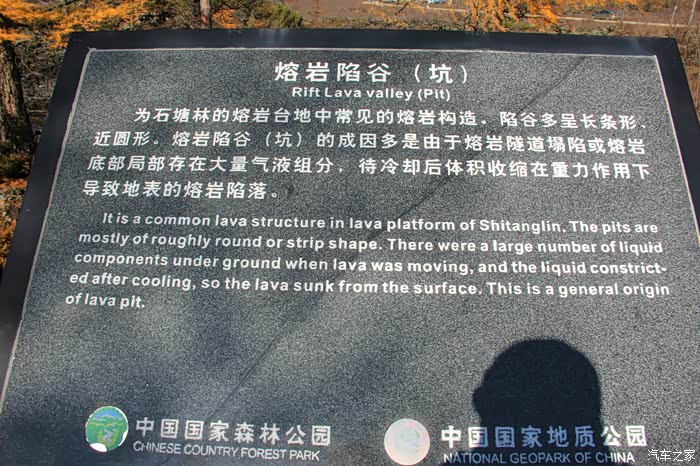 熔岩陷谷（坑）
Rift Lava valley (Pit)
为石塘林的熔岩台地中常见的熔岩构造。陷谷多呈长条形、
近圆形。熔岩陷谷（坑）的成因多是由于熔岩隧道塌陷或熔岩
底部局部存在大量气液组分，待冷却后体积收缩在重力作用下
导致地表的熔岩陷落。
It is a common lava structure in lava platform of Shitanglin. The pits are
mostly of roughly round or strip shape. There were a large number of liquid
components under ground when lava was moving, and the liquid constrict-
ed after cooling, so the lava sunk from the surface. This is a general origin
of lava pit.
中国国家森林公园
CHINESE COUNTRY FOREST PARK
中国国家地质公园
NATIONAL GEOPARK OF CHINA
汽车之家